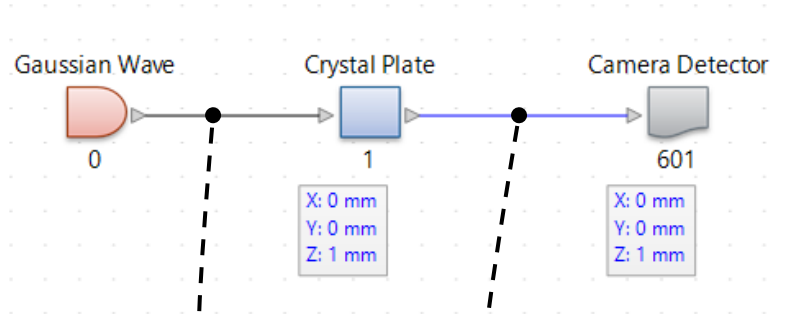 Gaussian Wave
Crystal Plate
Camera Detector
0
1
601
X: 0 mm
Y: 0 mm
Z: 1 mm
X: 0 mm
Y: 0 mm
Z: 1 mm